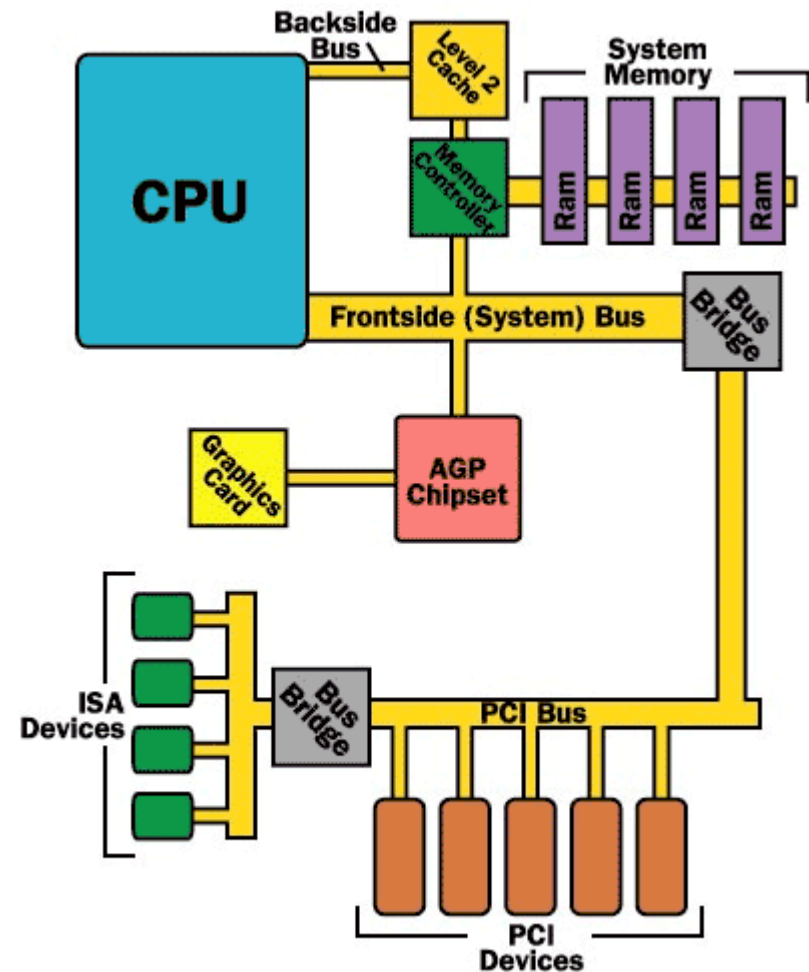 Backside
Bus
Level 2
Cache
System
Memory
CPU
Memory
Controller
Ram
Ram
Ram
Ram
Frontside (System) Bus
Bus
Bridge
Graphics
Card
AGP
Chipset
ISA
Devices
Bus
Bridge
PCI Bus
PCI
Devices